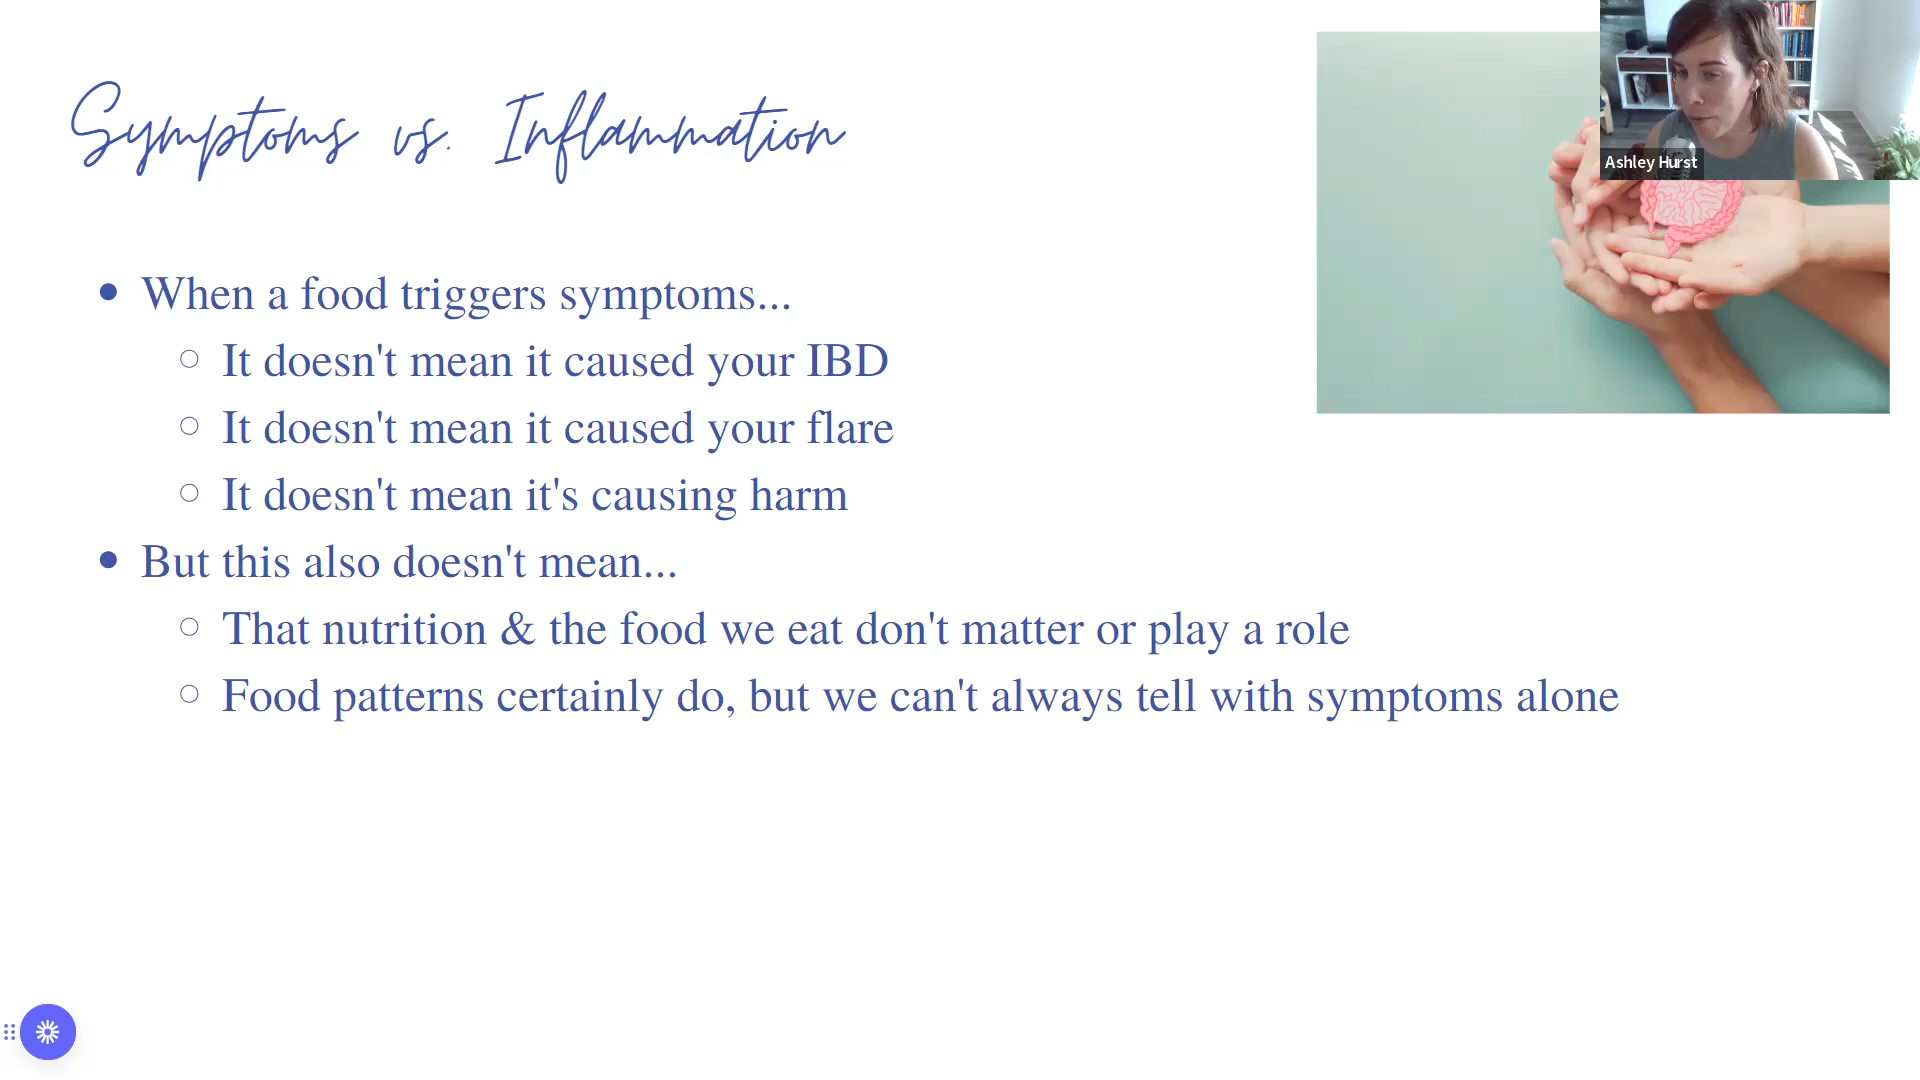 Symptoms vs. Inflammation
Ashley Hurst
• When a food triggers symptoms...
○ It doesn't mean it caused your IBD
○ It doesn't mean it caused your flare
○ It doesn't mean it's causing harm
• But this also doesn't mean...
○ That nutrition & the food we eat don't matter or play a role
○ Food patterns certainly do, but we can't always tell with symptoms alone